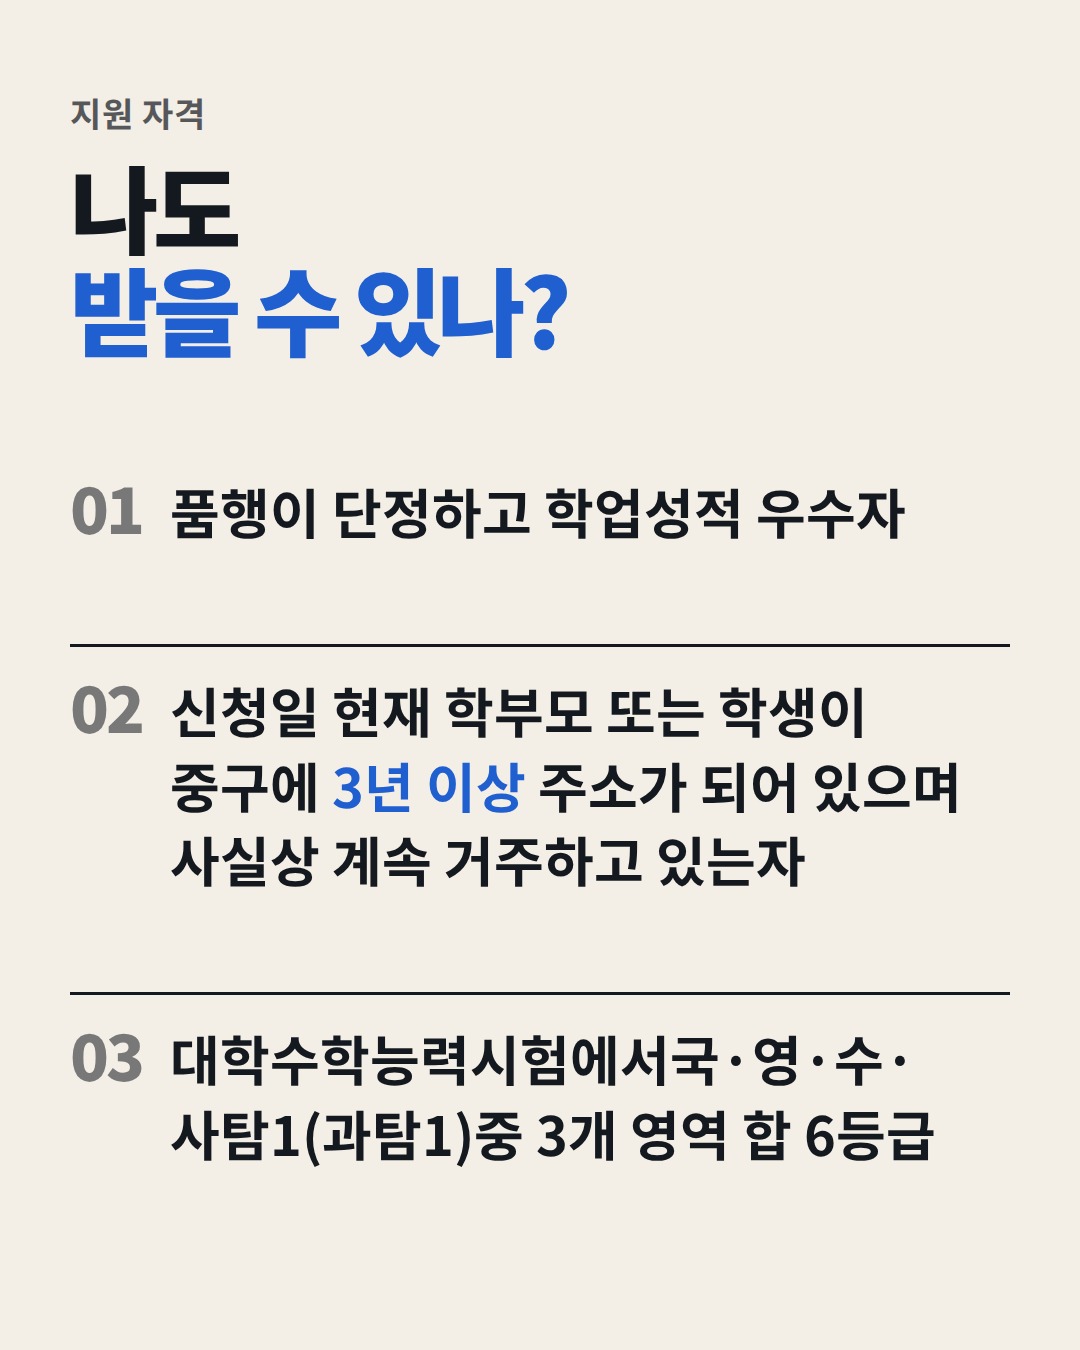 지원 자격
나도
받을 수 있나?
01 품행이 단정하고 학업성적 우수자
02 신청일 현재 학부모 또는 학생이
중구에 3년 이상 주소가 되어 있으며
사실상 계속 거주하고 있는자
03 대학수학능력시험에서국·영·수·
사탐1(과탐1)중 3개 영역 합 6등급